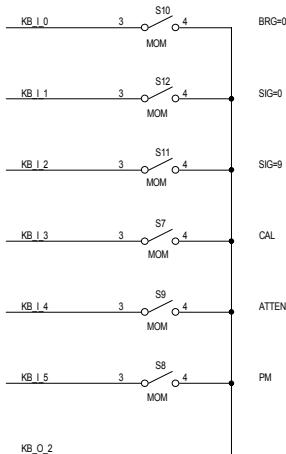 S10
KB_I_0 3 4 BRG=0
MOM
S12
KB_I_1 3 4 SIG=0
MOM
S11
KB_I_2 3 4 SIG=9
MOM
S7
KB_I_3 3 4 CAL
MOM
S9
KB_I_4 3 4 ATTEN
MOM
S8
KB_I_5 3 4 PM
MOM
KB_O_2